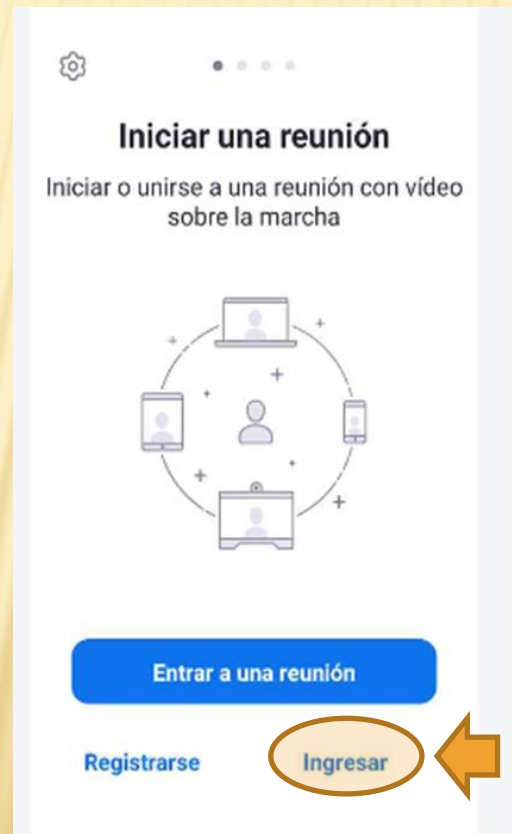 Iniciar una reunión
Iniciar o unirse a una reunión con vídeo
sobre la marcha
Entrar a una reunión
Registrarse
Ingresar